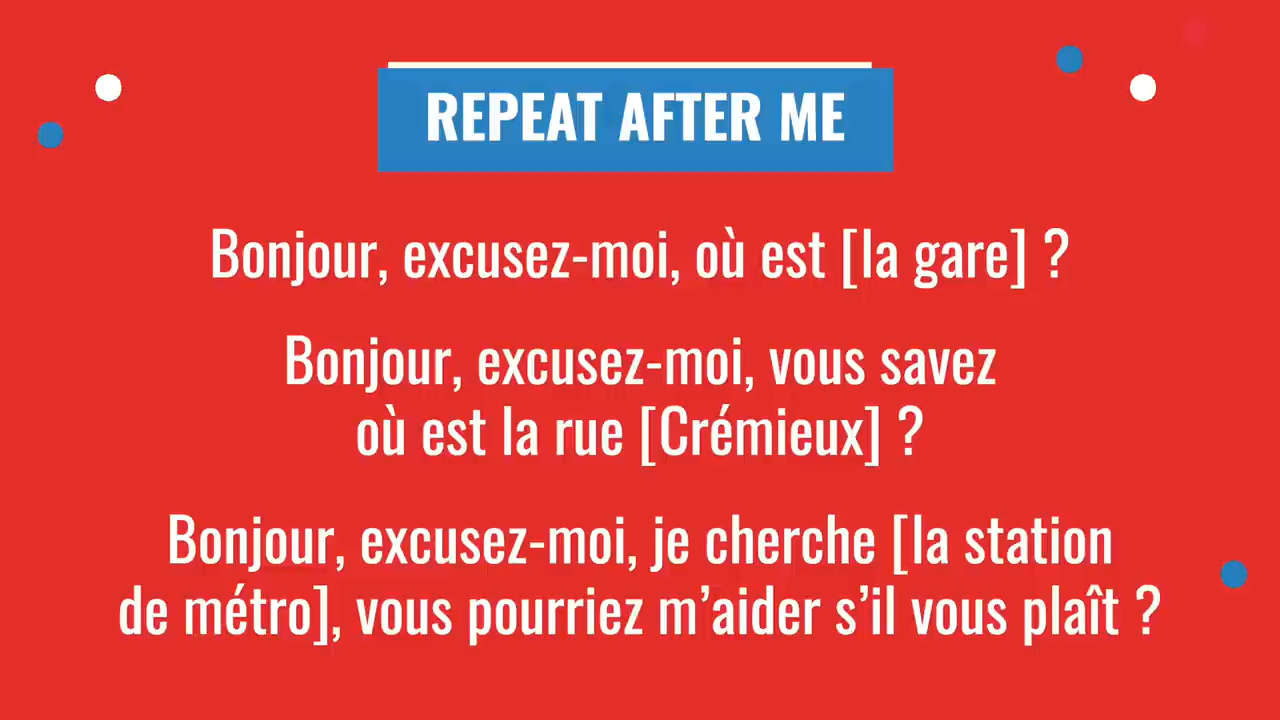 REPEAT AFTER ME
Bonjour, excusez-moi, où est [la gare] ?
Bonjour, excusez-moi, vous savez
où est la rue [Crémieux] ?
Bonjour, excusez-moi, je cherche [la station
de métro], vous pourriez m’aider s’il vous plaît ?